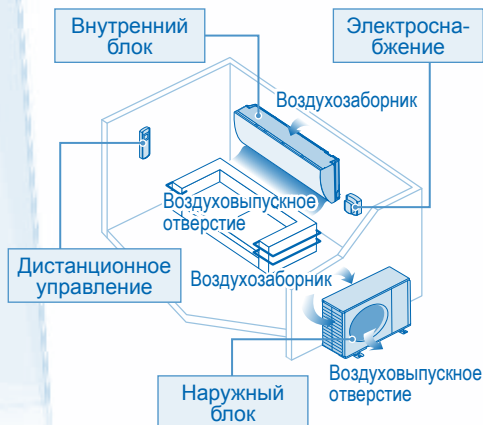 Внутренний
блок
Электросна-
бжение
Воздухозаборник
Воздуховыпускное
отверстие
Дистанционное
управление
Воздухозаборник
Воздуховыпускное
отверстие
Наружный
блок